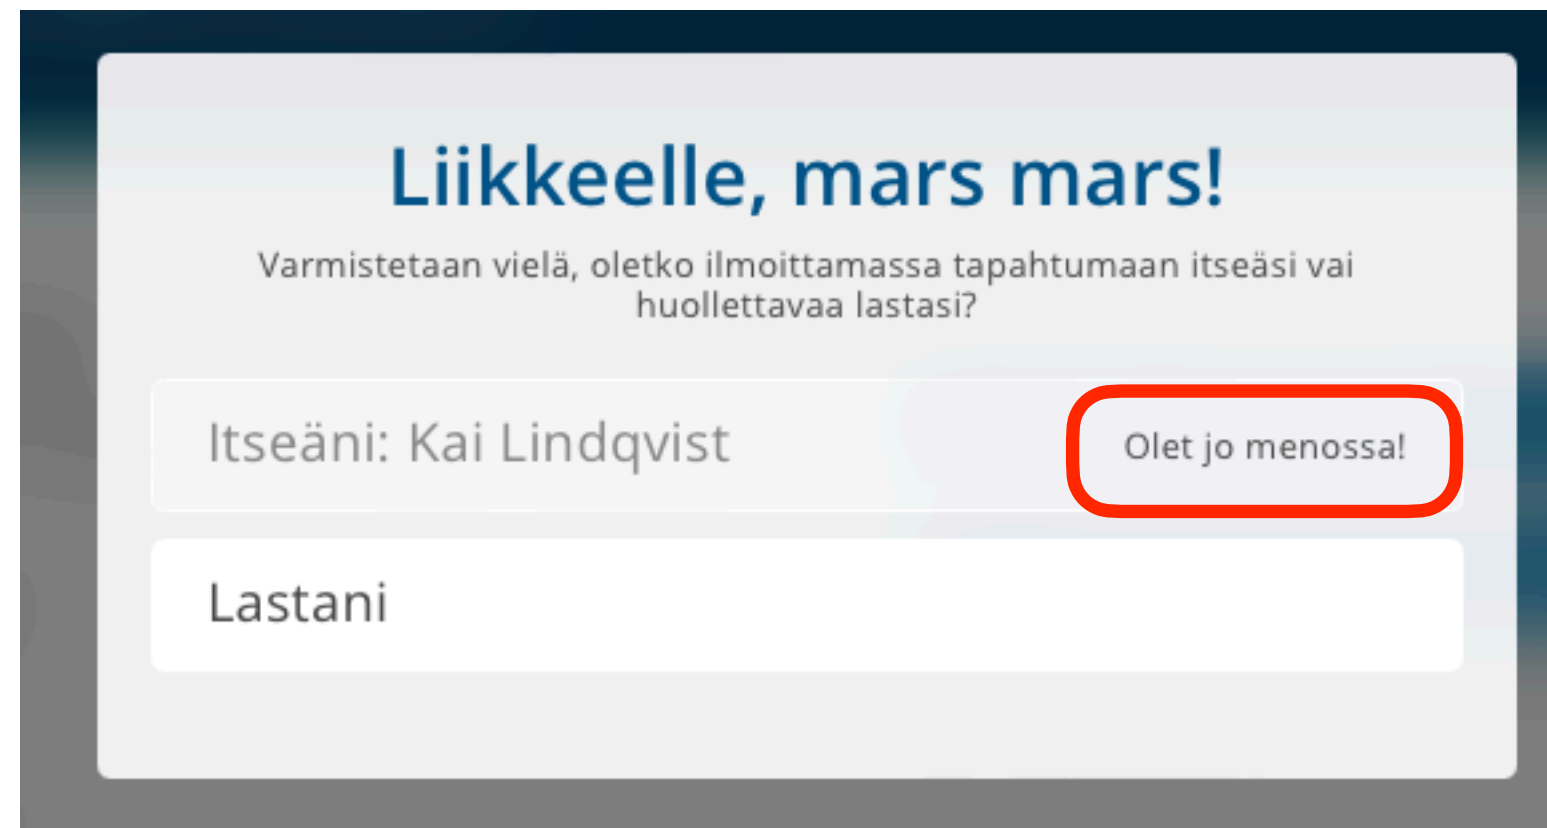 Liikkeelle, mars mars!
Varmistetaan vielä, oletko ilmoittamassa tapahtumaan itseäsi vai
huollettavaa lastasi?
Itseäni: Kai Lindqvist
Olet jo menossa!
Lastani